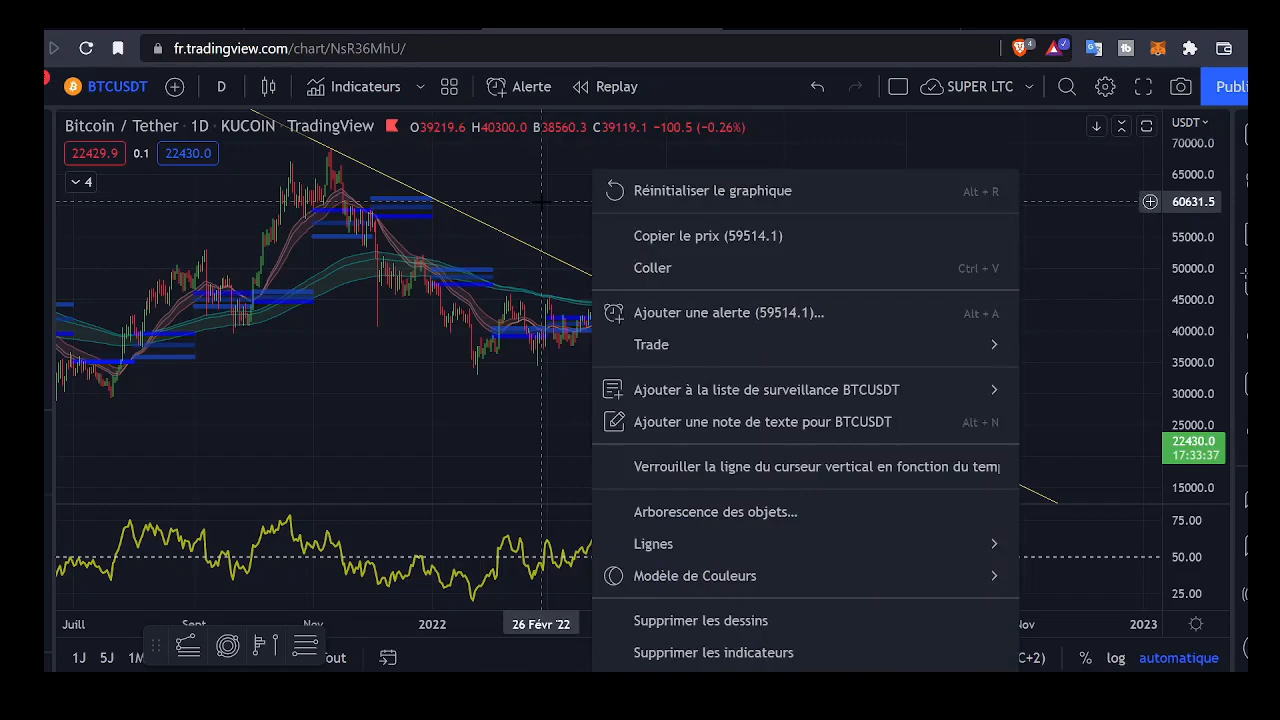 fr.tradingview.com/chart/NsR36MhU/
4
BTCUSDT
D
Indicateurs
Alerte
Replay
SUPER LTC
Publi
Bitcoin / Tether · 1D · KUCOIN · TradingView
O39219.6 H40300.0 B38560.3 C39119.1 −100.5 (−0.26%)
USDT
22429.9
0.1
22430.0
4
70000.0
65000.0
60631.5
55000.0
50000.0
45000.0
40000.0
35000.0
30000.0
25000.0
22430.0
17:33:37
15000.0
75.00
50.00
25.00
Réinitialiser le graphique
Alt + R
Copier le prix (59514.1)
Coller
Ctrl + V
Ajouter une alerte (59514.1)...
Alt + A
Trade
Ajouter à la liste de surveillance BTCUSDT
Ajouter une note de texte pour BTCUSDT
Alt + N
Verrouiller la ligne du curseur vertical en fonction du temp
Arborescence des objets...
Lignes
Modèle de Couleurs
Supprimer les dessins
Supprimer les indicateurs
Juill
Sept
Nov
2022
26 Févr '22
Nov
2023
1J
5J
1M
Tout
C+2)
%
log
automatique